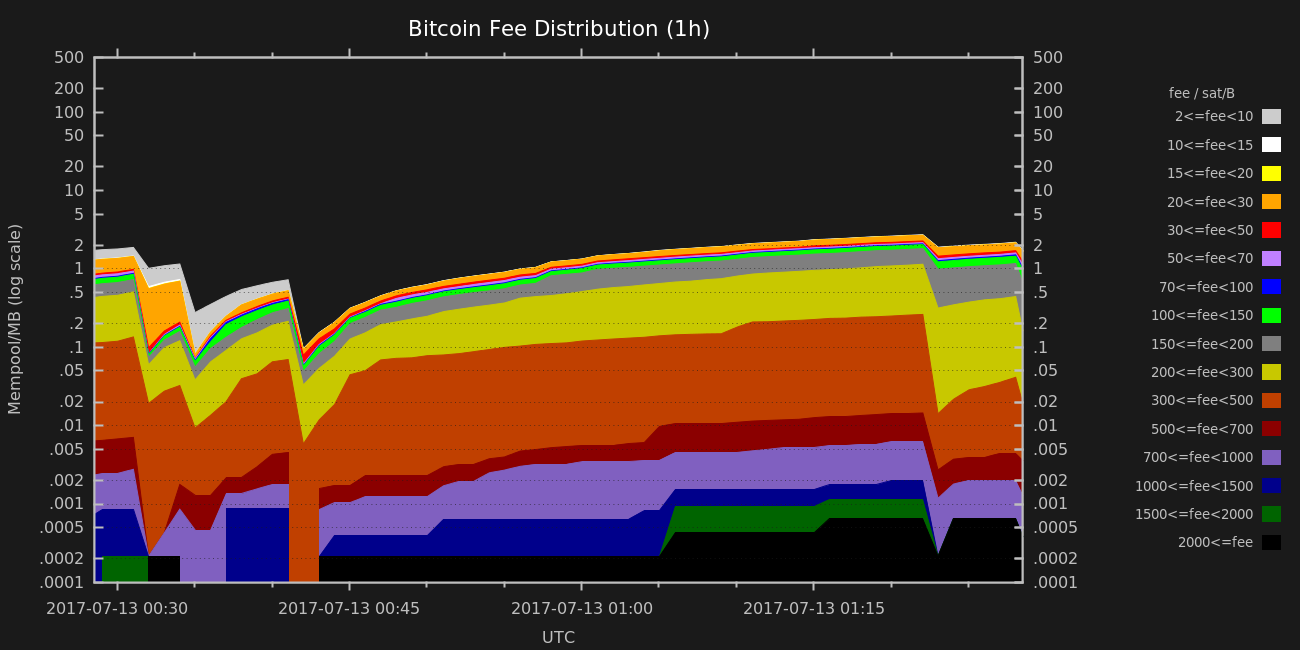 Bitcoin Fee Distribution (1h)
500 500
200 200
100 100
50 50
20 20
10 10
5 5
2 2
1 1
.5 .5
.2 .2
.1 .1
.05 .05
.02 .02
.01 .01
.005 .005
.002 .002
.001 .001
.0005 .0005
.0002 .0002
.0001 .0001
Mempool/MB (log scale)
2017-07-13 00:30 2017-07-13 00:45 2017-07-13 01:00 2017-07-13 01:15
UTC
fee / sat/B
2<=fee<10
10<=fee<15
15<=fee<20
20<=fee<30
30<=fee<50
50<=fee<70
70<=fee<100
100<=fee<150
150<=fee<200
200<=fee<300
300<=fee<500
500<=fee<700
700<=fee<1000
1000<=fee<1500
1500<=fee<2000
2000<=fee